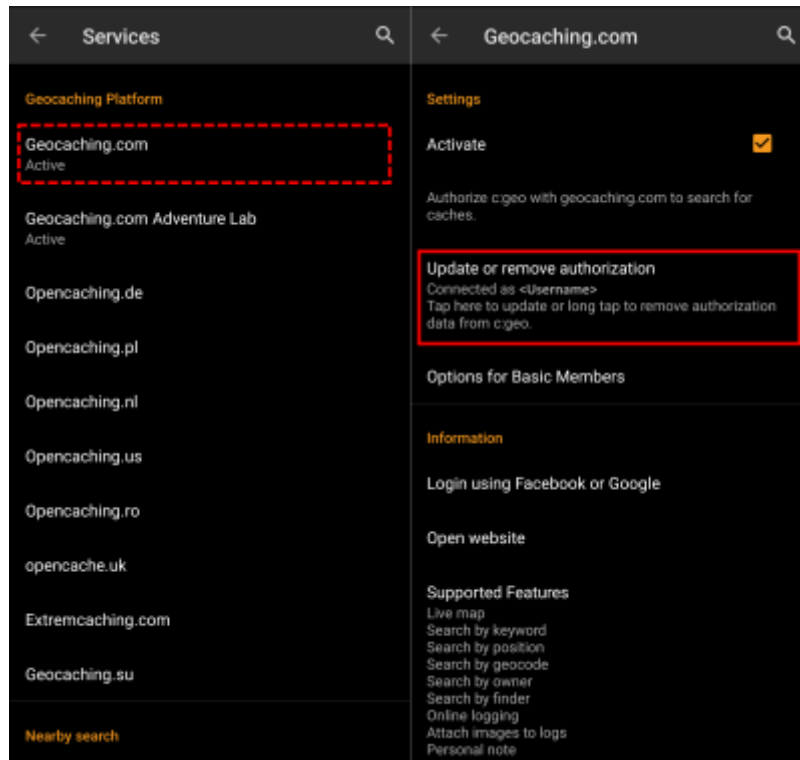 Services
Geocaching Platform
Geocaching.com
Active
Geocaching.com Adventure Lab
Active
Opencaching.de
Opencaching.pl
Opencaching.nl
Opencaching.us
Opencaching.ro
opencache.uk
Extremcaching.com
Geocaching.su
Nearby search
Geocaching.com
Settings
Activate
Authorize c:geo with geocaching.com to search for
caches.
Update or remove authorization
Connected as <Username>
Tap here to update or long tap to remove authorization
data from c:geo.
Options for Basic Members
Information
Login using Facebook or Google
Open website
Supported Features
Live map
Search by keyword
Search by position
Search by geocode
Search by owner
Search by finder
Online logging
Attach images to logs
Personal note